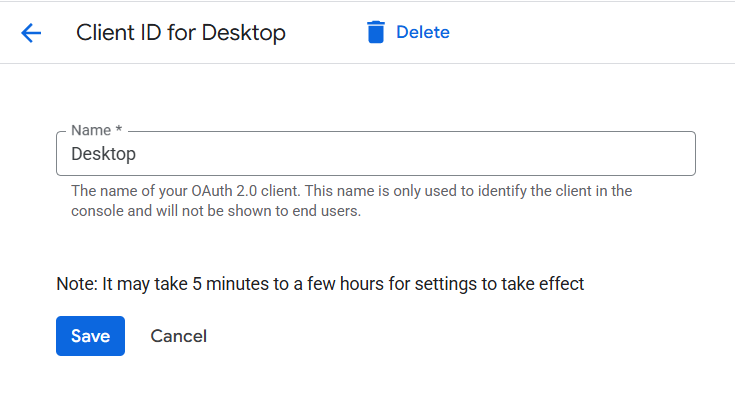 Client ID for Desktop
Delete
Name *
Desktop
The name of your OAuth 2.0 client. This name is only used to identify the client in the
console and will not be shown to end users.
Note: It may take 5 minutes to a few hours for settings to take effect
Save
Cancel